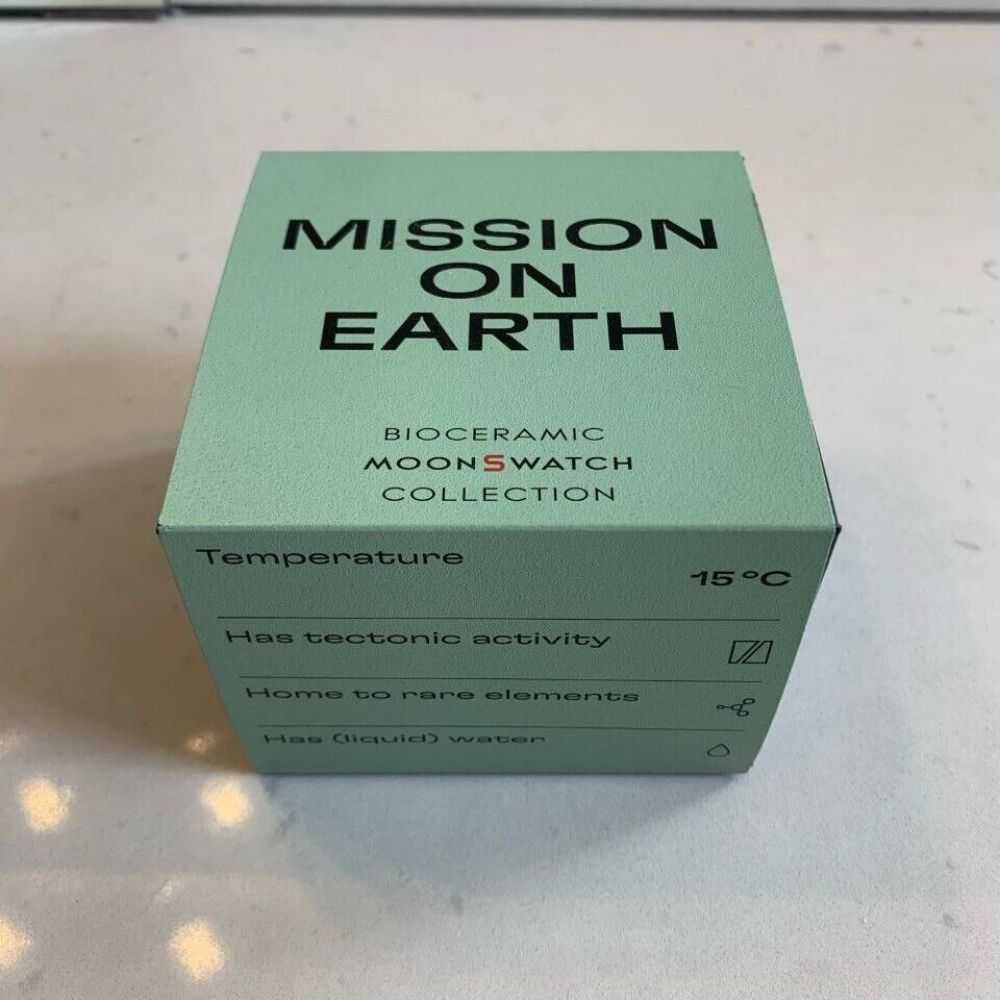 MISSION
ON
EARTH
BIOCERAMIC
MOONSWATCH
COLLECTION
Temperature
15°C
Has tectonic activity
Home to rare elements
Has (liquid) water